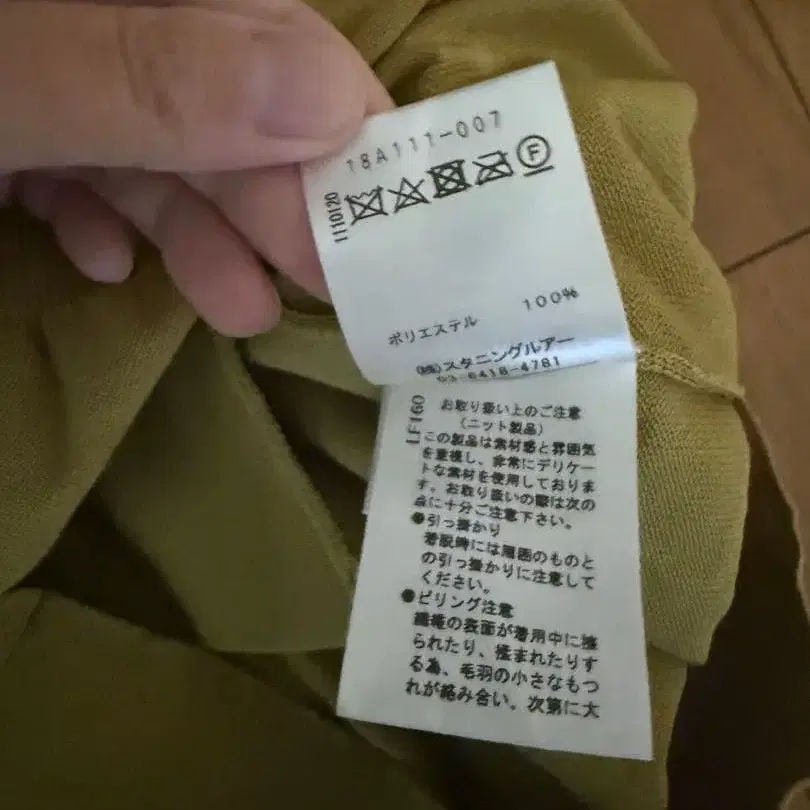 18A111-007
1110120
F
ポリエステル 100%
(株)スタニングルアー
03-6418-4781
LF160
お取り扱い上のご注意
(ニット製品)
この製品は素材感と雰囲気
を重視し、非常にデリケー
トな素材を使用しておりま
す。お取り扱いの際は次の
点に十分ご注意下さい。
●引っ掛かり
着脱時には周囲のものと
の引っ掛かりに注意して
ください。
●ピリング注意
繊維の表面が着用中に擦
られたり、揉まれたりす
る為、毛羽の小さなもつ
れが絡み合い。次第に大